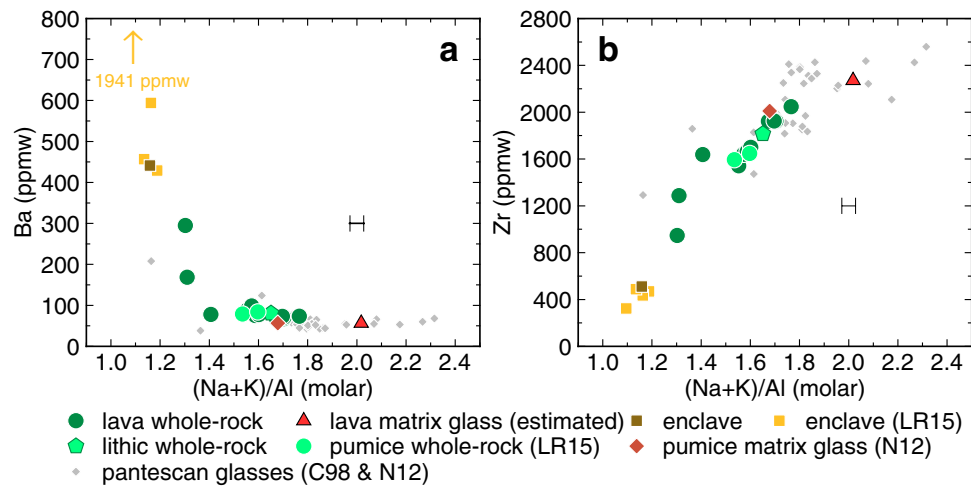 a
1941 ppmw
800
700
600
500
400
300
200
100
0
Ba (ppmw)
1.0 1.2 1.4 1.6 1.8 2.0 2.2 2.4
(Na+K)/Al (molar)
b
2800
2400
2000
1600
1200
800
400
0
Zr (ppmw)
1.0 1.2 1.4 1.6 1.8 2.0 2.2 2.4
(Na+K)/Al (molar)
lava whole-rock lava matrix glass (estimated) enclave enclave (LR15)
lithic whole-rock pumice whole-rock (LR15) pumice matrix glass (N12)
pantescan glasses (C98 & N12)